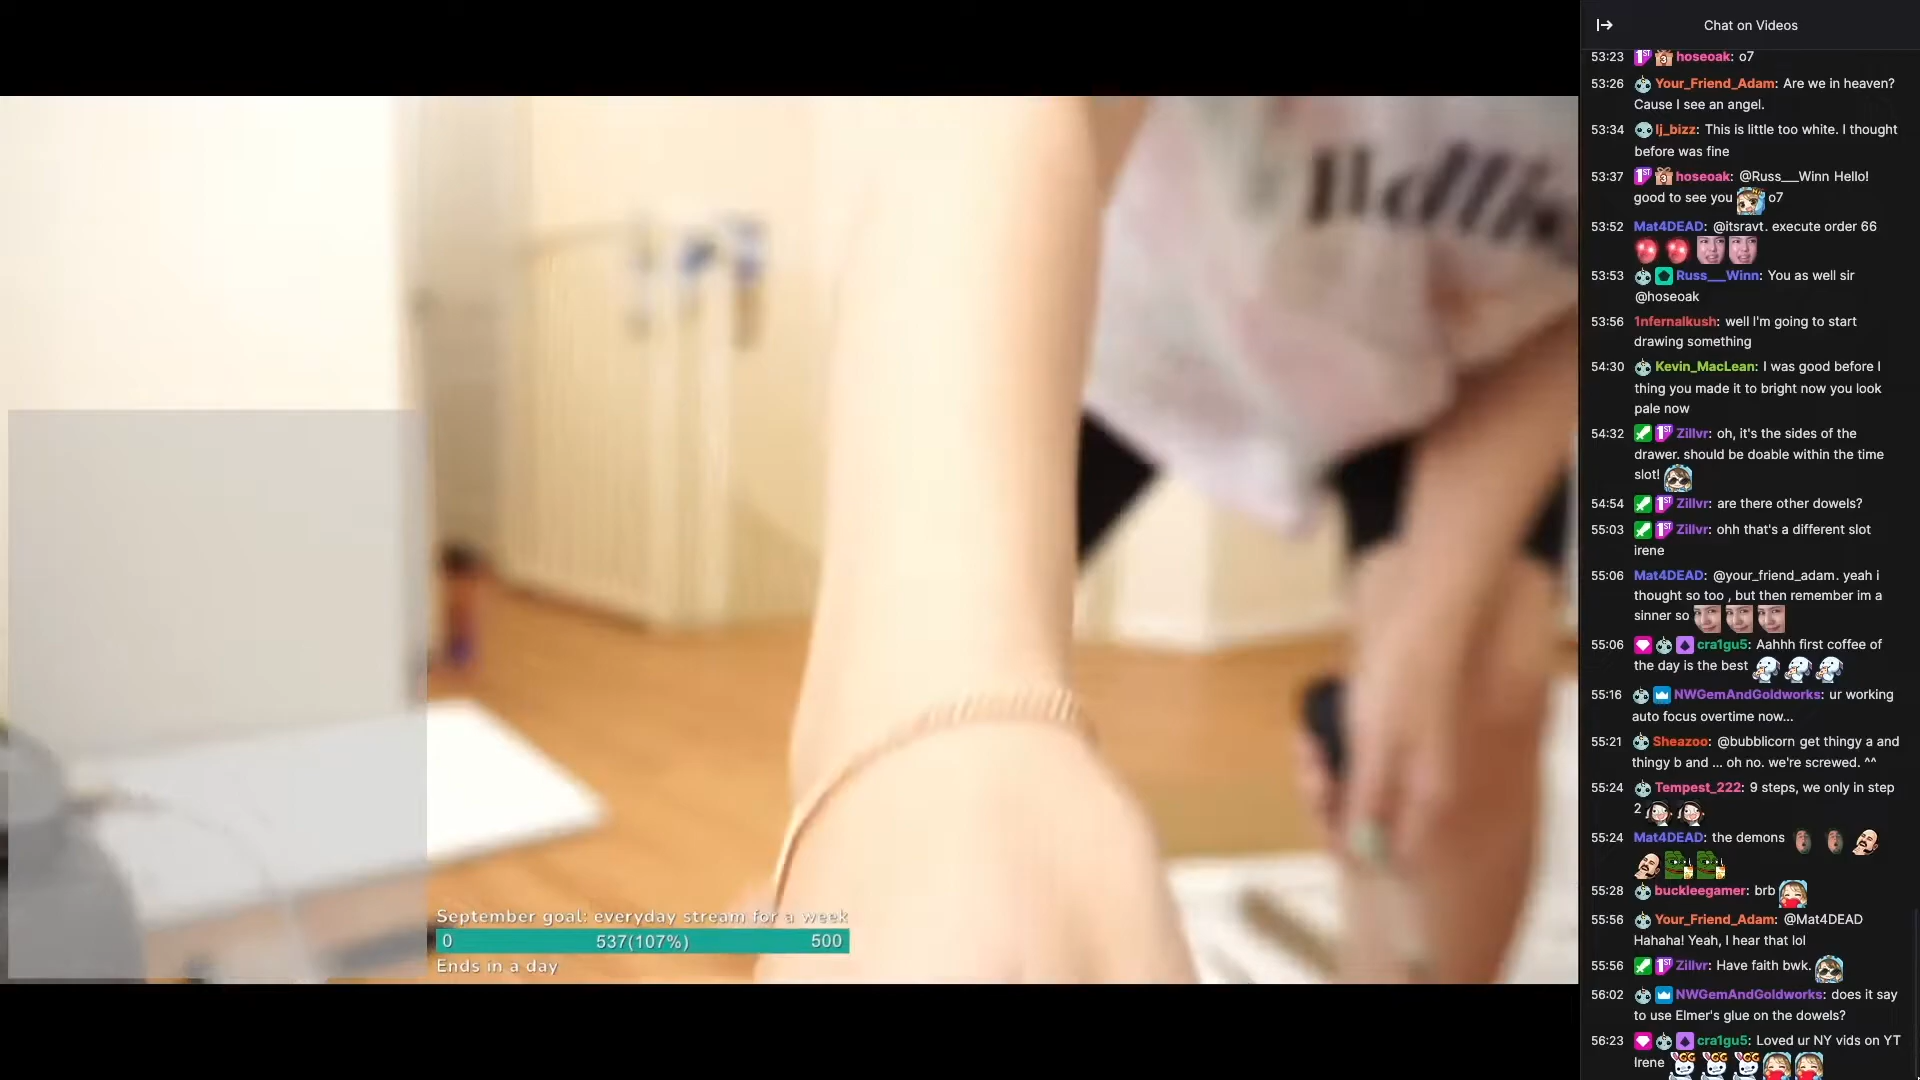 Chat on Videos
53:23 hoseoak: o7
53:26 Your_Friend_Adam: Are we in heaven?
Cause I see an angel.
53:34 lj_bizz: This is little too white. I thought
before was fine
53:37 hoseoak: @Russ___Winn Hello!
good to see you o7
53:52 Mat4DEAD: @itsravt. execute order 66
53:53 Russ___Winn: You as well sir
@hoseoak
53:56 1nfernalkush: well I'm going to start
drawing something
54:30 Kevin_MacLean: I was good before I
thing you made it to bright now you look
pale now
54:32 Zillvr: oh, it's the sides of the
drawer. should be doable within the time
slot!
54:54 Zillvr: are there other dowels?
55:03 Zillvr: ohh that's a different slot
irene
55:06 Mat4DEAD: @your_friend_adam. yeah i
thought so too , but then remember im a
sinner so
55:06 cra1gu5: Aahhh first coffee of
the day is the best
55:16 NWGemAndGoldworks: ur working
auto focus overtime now...
55:21 Sheazoo: @bubblicorn get thingy a and
thingy b and ... oh no. we're screwed. ^^
55:24 Tempest_222: 9 steps, we only in step
2
55:24 Mat4DEAD: the demons
55:28 buckleegamer: brb
55:56 Your_Friend_Adam: @Mat4DEAD
Hahaha! Yeah, I hear that lol
55:56 Zillvr: Have faith bwk.
56:02 NWGemAndGoldworks: does it say
to use Elmer's glue on the dowels?
56:23 cra1gu5: Loved ur NY vids on YT
Irene
September goal: everyday stream for a week
0 537(107%) 500
Ends in a day